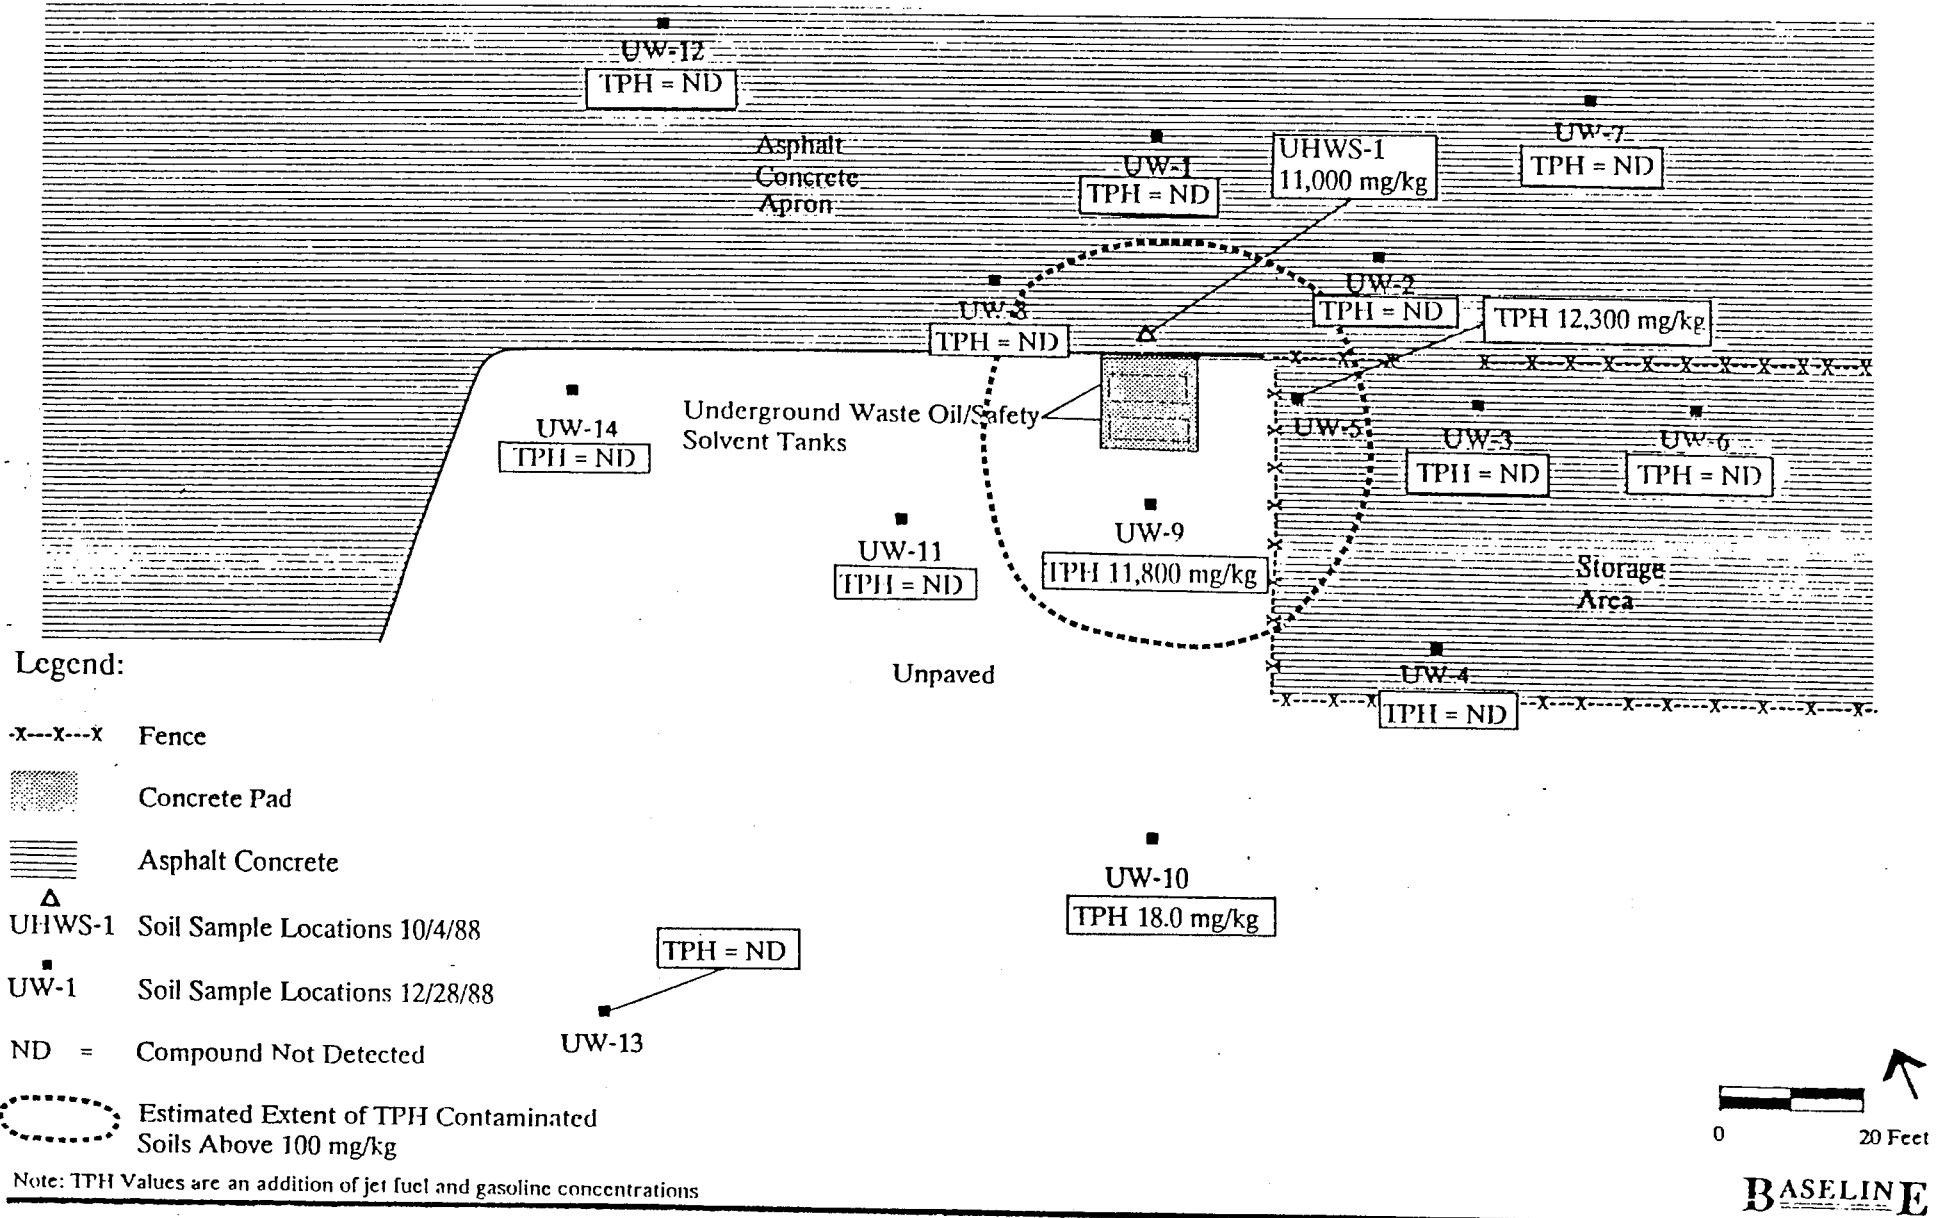 UW-12
TPH = ND
Asphalt
Concrete
Apron
UW-1
TPH = ND
UHWS-1
11,000 mg/kg
UW-7
TPH = ND
UW-8
TPH = ND
UW-2
TPH = ND
TPH 12,300 mg/kg
UW-14
TPH = ND
Underground Waste Oil/Safety
Solvent Tanks
UW-5
UW-3
TPH = ND
UW-6
TPH = ND
UW-11
TPH = ND
UW-9
TPH 11,800 mg/kg
Storage
Area
Unpaved
UW-4
TPH = ND
UW-10
TPH 18.0 mg/kg
TPH = ND
UW-13
Legend:
-x---x---x Fence
Concrete Pad
Asphalt Concrete
UHWS-1 Soil Sample Locations 10/4/88
UW-1 Soil Sample Locations 12/28/88
ND = Compound Not Detected
Estimated Extent of TPH Contaminated
Soils Above 100 mg/kg
Note: TPH Values are an addition of jet fuel and gasoline concentrations
0 20 Feet
BASELINE